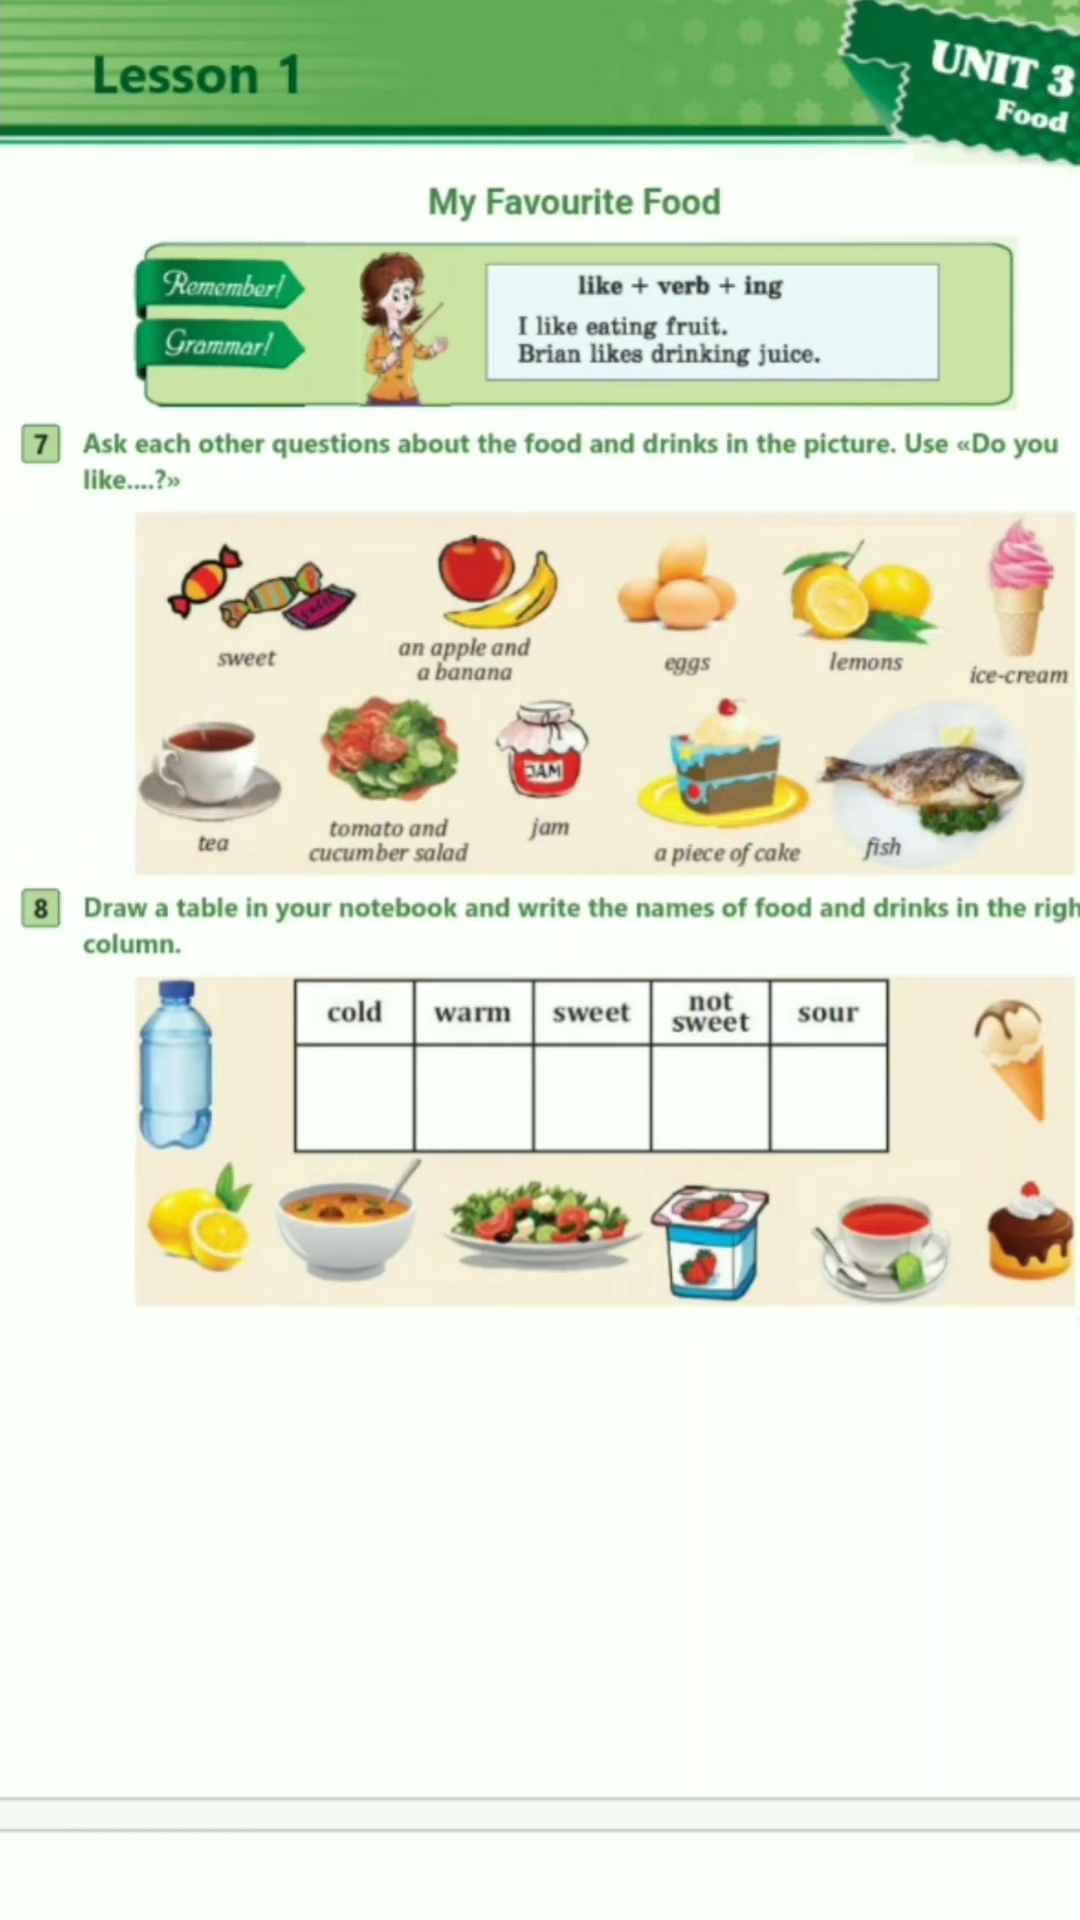 Lesson 1
UNIT 3
Food
My Favourite Food
Remember!
Grammar!
like + verb + ing
I like eating fruit.
Brian likes drinking juice.
7 Ask each other questions about the food and drinks in the picture. Use «Do you
like....?»
sweet
an apple and
a banana
eggs
lemons
ice-cream
JAM
tea
tomato and
cucumber salad
jam
a piece of cake
fish
8 Draw a table in your notebook and write the names of food and drinks in the righ
column.
cold warm sweet not sweet sour